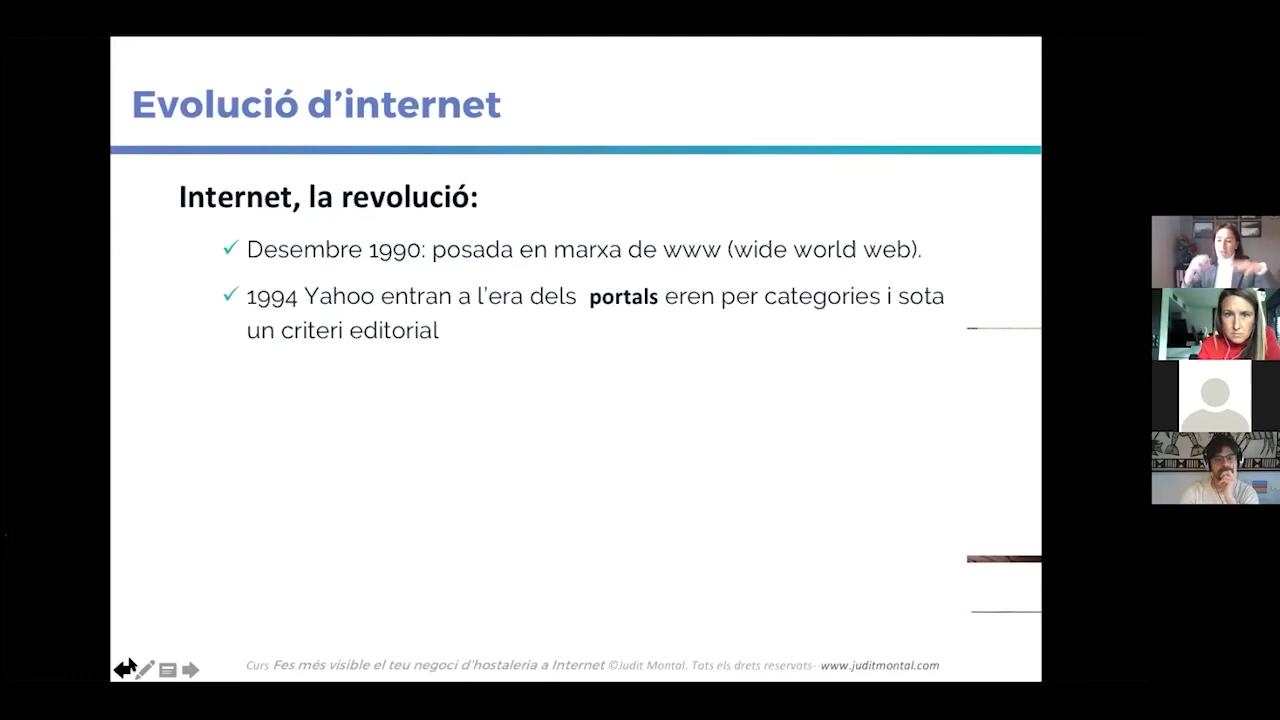 Evolució d’internet
Internet, la revolució:
✓ Desembre 1990: posada en marxa de www (wide world web).
✓ 1994 Yahoo entran a l’era dels portals eren per categories i sota
un criteri editorial
Curs Fes més visible el teu negoci d’hostaleria a Internet ©Judit Montal. Tots els drets reservats--www.juditmontal.com